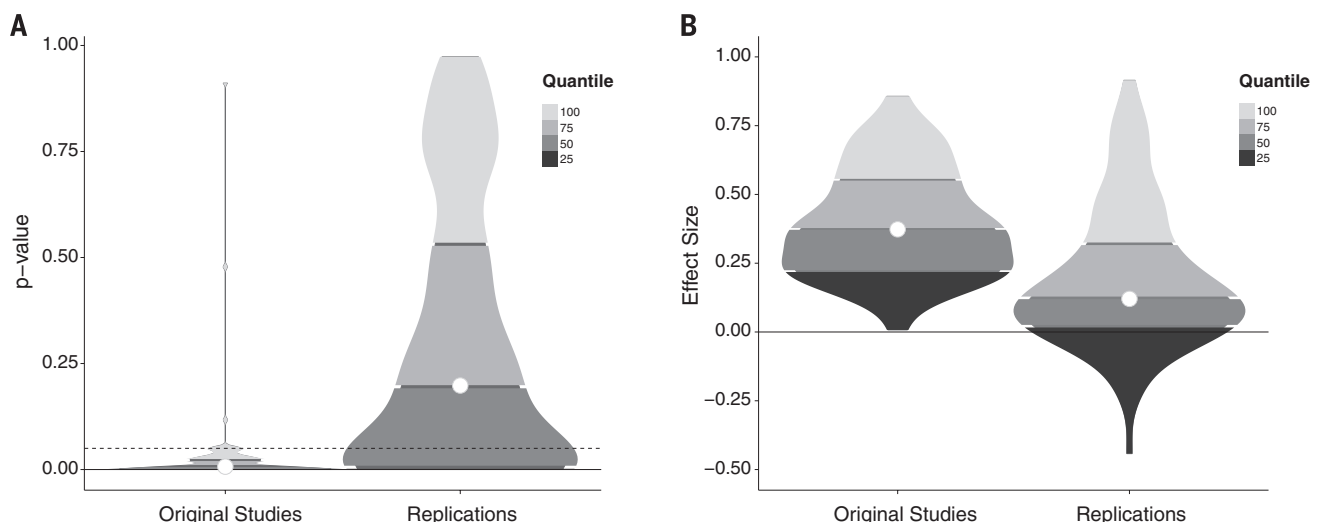 A
p−value
1.00
0.75
0.50
0.25
0.00
Original Studies
Replications
Quantile
100
75
50
25
B
Effect Size
1.00
0.75
0.50
0.25
0.00
−0.25
−0.50
Original Studies
Replications
Quantile
100
75
50
25